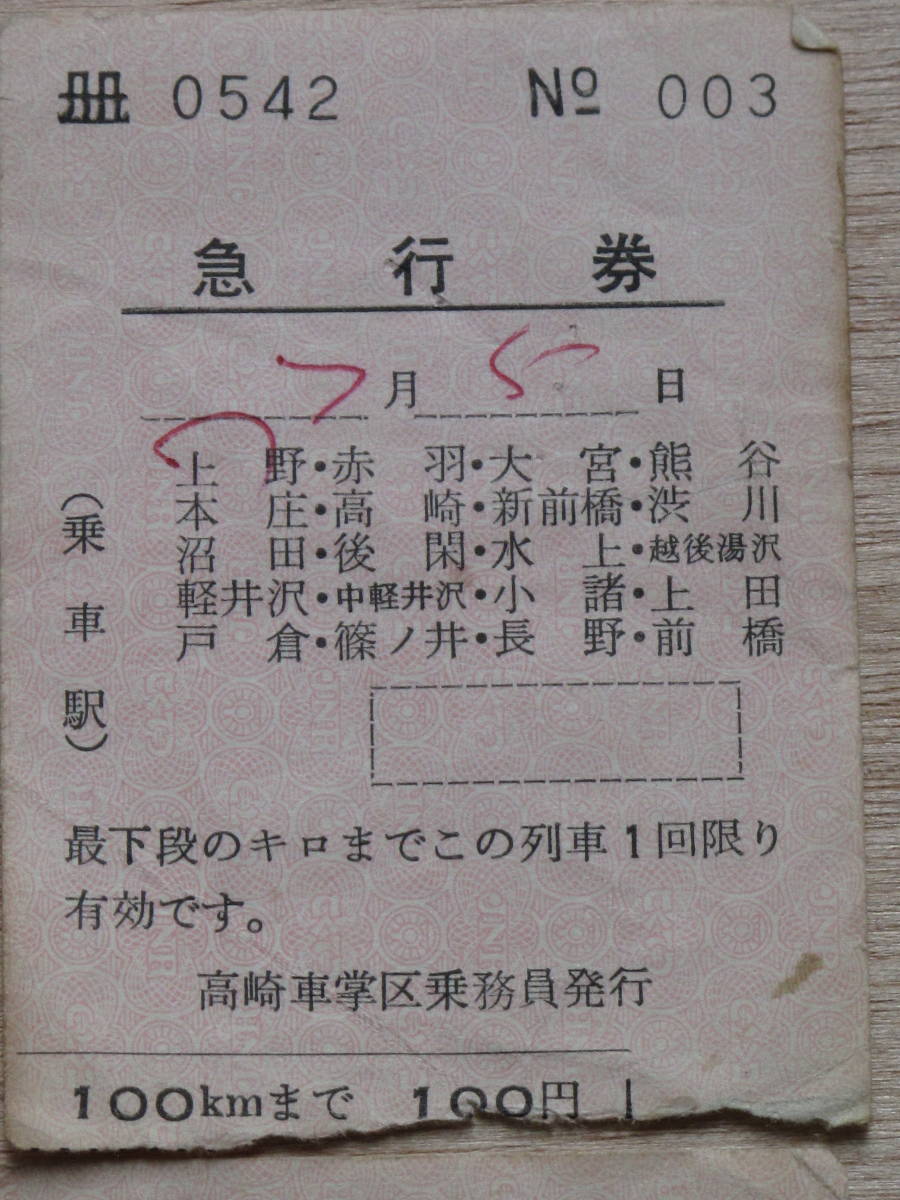 冊 0542 No 003
急行券
7月5日
(乗車駅)
上野・赤羽・大宮・熊谷
本庄・高崎・新前橋・渋川
沼田・後閑・水上・越後湯沢
軽井沢・中軽井沢・小諸・上田
戸倉・篠ノ井・長野・前橋
最下段のキロまでこの列車1回限り
有効です。
高崎車掌区乗務員発行
100kmまで 100円